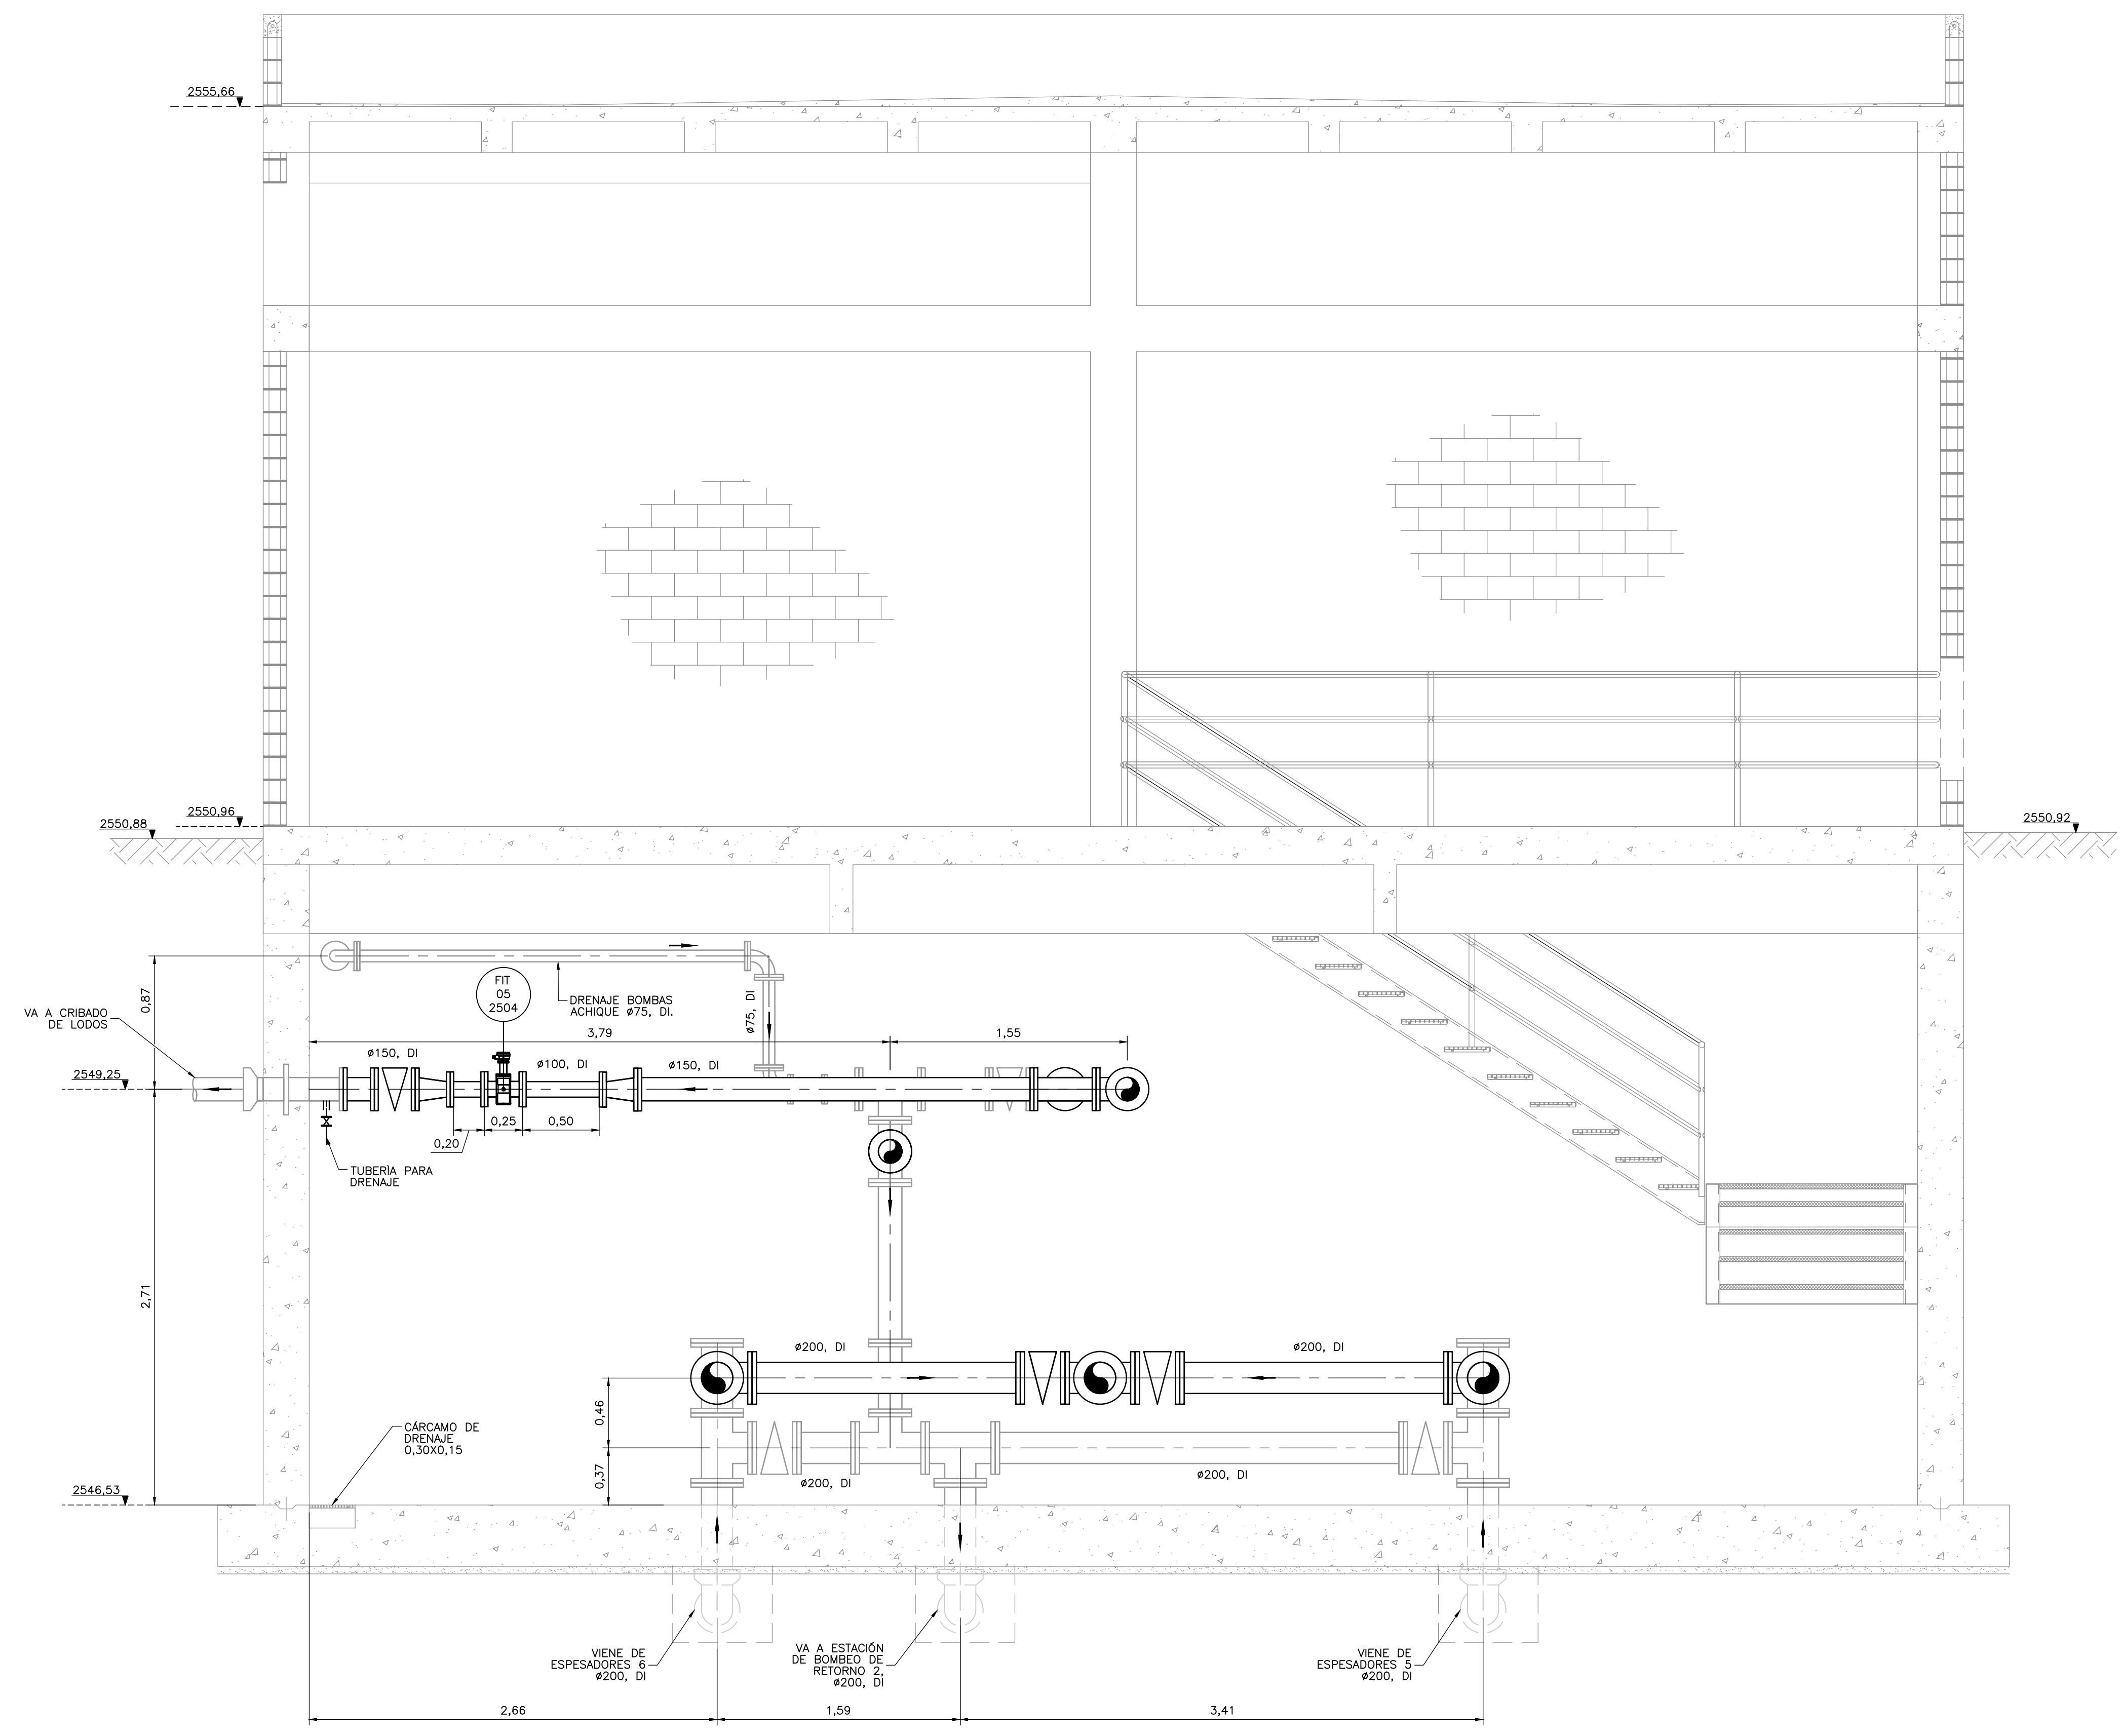 2555,66
2550,96
2550,88
2550,92
0,87
VA A CRIBADO
DE LODOS
FIT
05
2504
DRENAJE BOMBAS
ACHIQUE ø75, DI.
ø75, DI
3,79
1,55
ø150, DI
ø100, DI
ø150, DI
2549,25
0,20
0,25
0,50
TUBERÌA PARA
DRENAJE
2,71
ø200, DI
ø200, DI
0,46
CÁRCAMO DE
DRENAJE
0,30X0,15
0,37
ø200, DI
ø200, DI
2546,53
VIENE DE
ESPESADORES 6
ø200, DI
VA A ESTACIÓN
DE BOMBEO DE
RETORNO 2,
ø200, DI
VIENE DE
ESPESADORES 5
ø200, DI
2,66
1,59
3,41